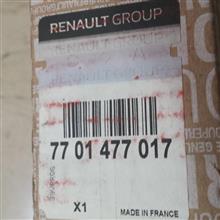 RENAULT GROUP
77 01 477 017
X1
MADE IN FRANCE